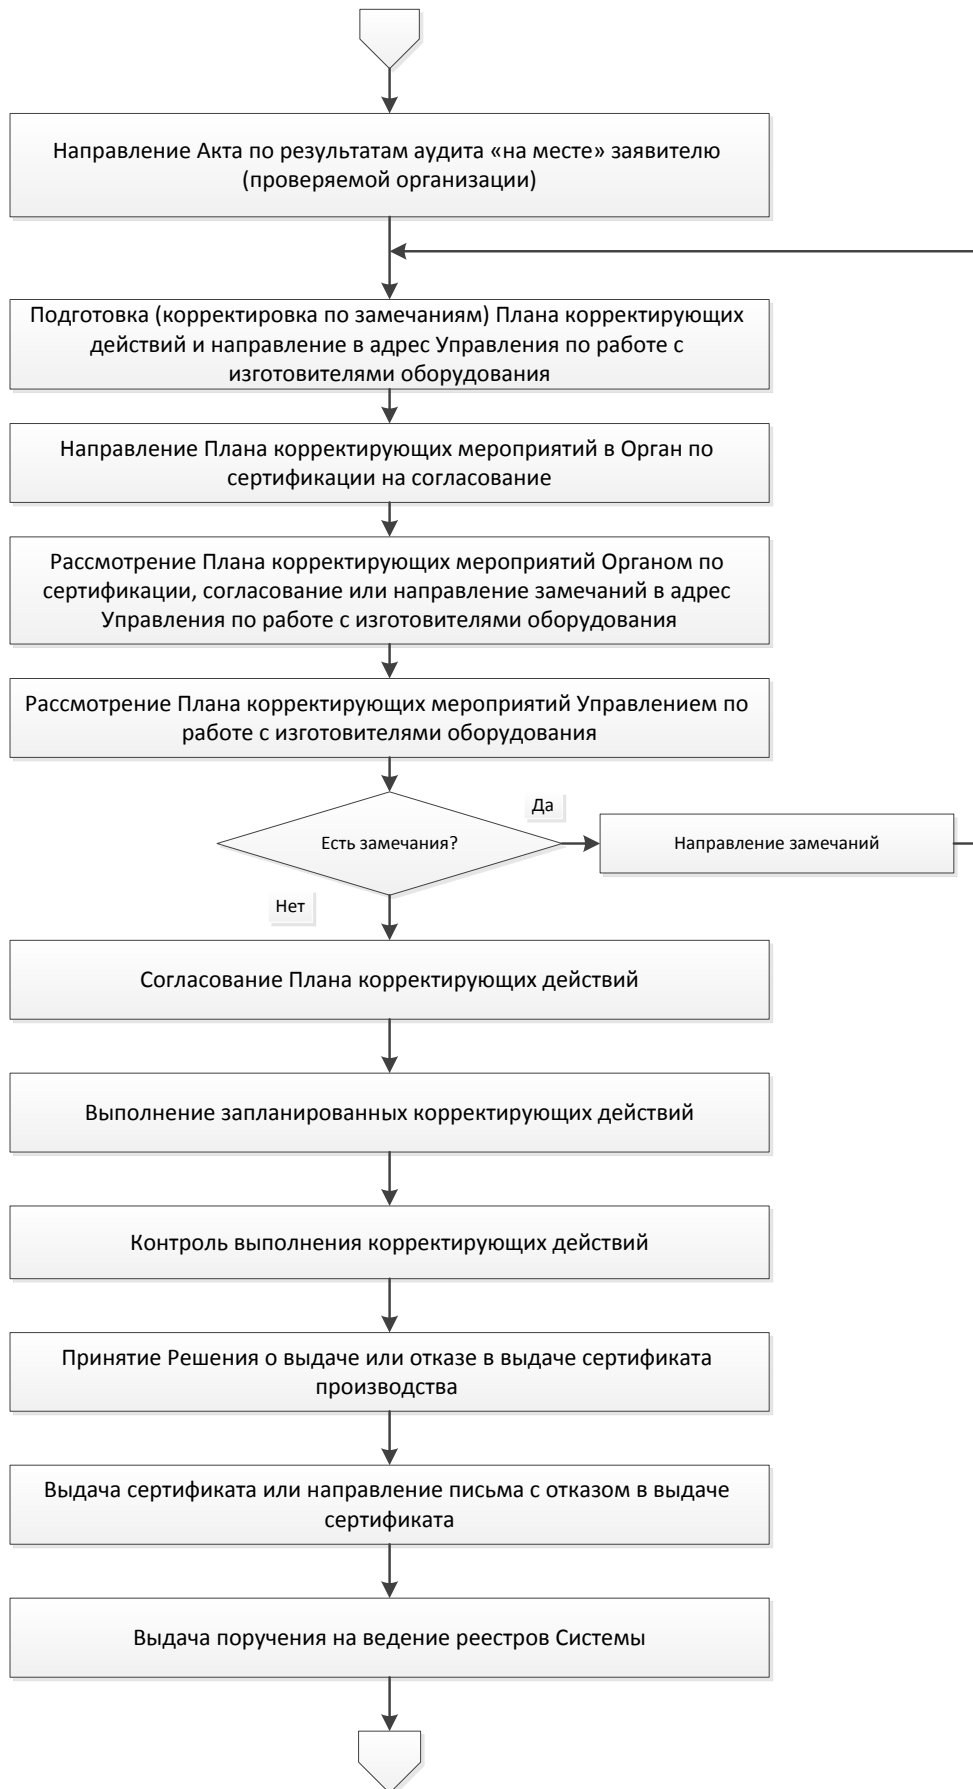 Направление Акта по результатам аудита «на месте» заявителю
(проверяемой организации)
Подготовка (корректировка по замечаниям) Плана корректирующих
действий и направление в адрес Управления по работе с
изготовителями оборудования
Направление Плана корректирующих мероприятий в Орган по
сертификации на согласование
Рассмотрение Плана корректирующих мероприятий Органом по
сертификации, согласование или направление замечаний в адрес
Управления по работе с изготовителями оборудования
Рассмотрение Плана корректирующих мероприятий Управлением по
работе с изготовителями оборудования
Да
Есть замечания?
Направление замечаний
Нет
Согласование Плана корректирующих действий
Выполнение запланированных корректирующих действий
Контроль выполнения корректирующих действий
Принятие Решения о выдаче или отказе в выдаче сертификата
производства
Выдача сертификата или направление письма с отказом в выдаче
сертификата
Выдача поручения на ведение реестров Системы